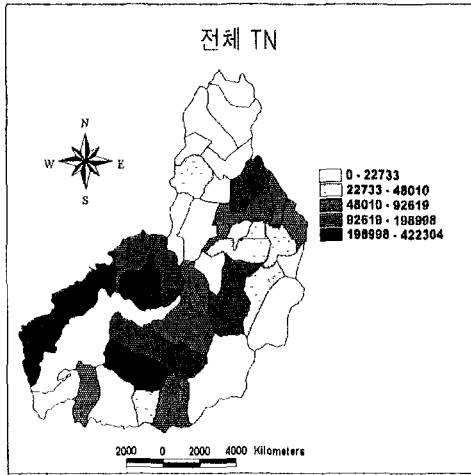 전체 TN
N
W E
S
0 - 22733
22733 - 48010
48010 - 92619
92619 - 198998
198998 - 422304
2000 0 2000 4000 Kilometers